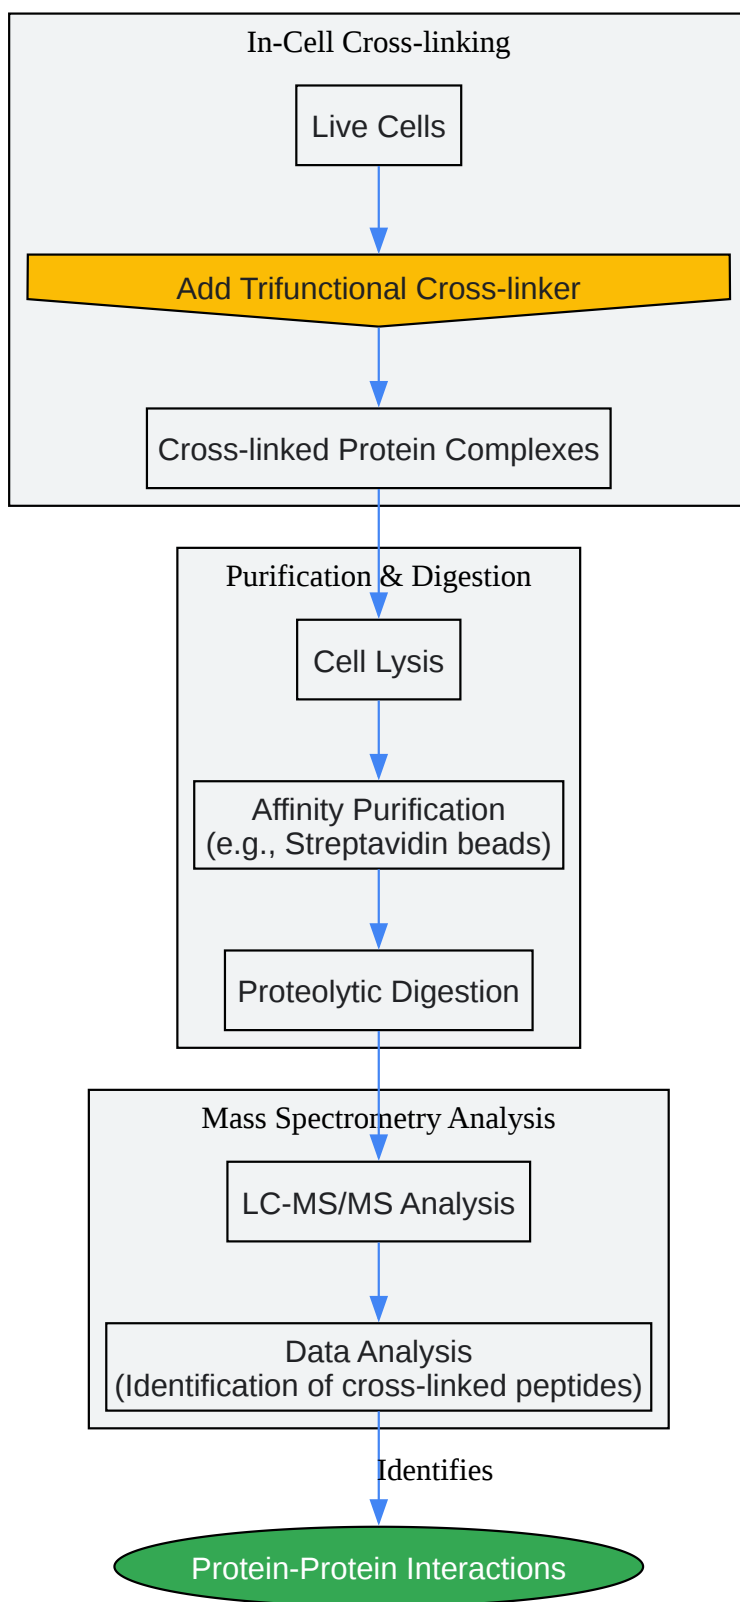 In-Cell Cross-linking
Live Cells
Add Trifunctional Cross-linker
Cross-linked Protein Complexes
Purification & Digestion
Cell Lysis
Affinity Purification
(e.g., Streptavidin beads)
Proteolytic Digestion
Mass Spectrometry Analysis
LC-MS/MS Analysis
Data Analysis
(Identification of cross-linked peptides)
Identifies
Protein-Protein Interactions